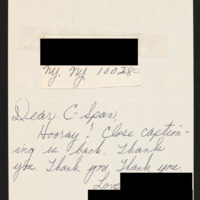 NY, NY 10028
Dear C-Span,
Hooray! Close caption-
ing is back. Thank
you, Thank you, Thank you.
Love